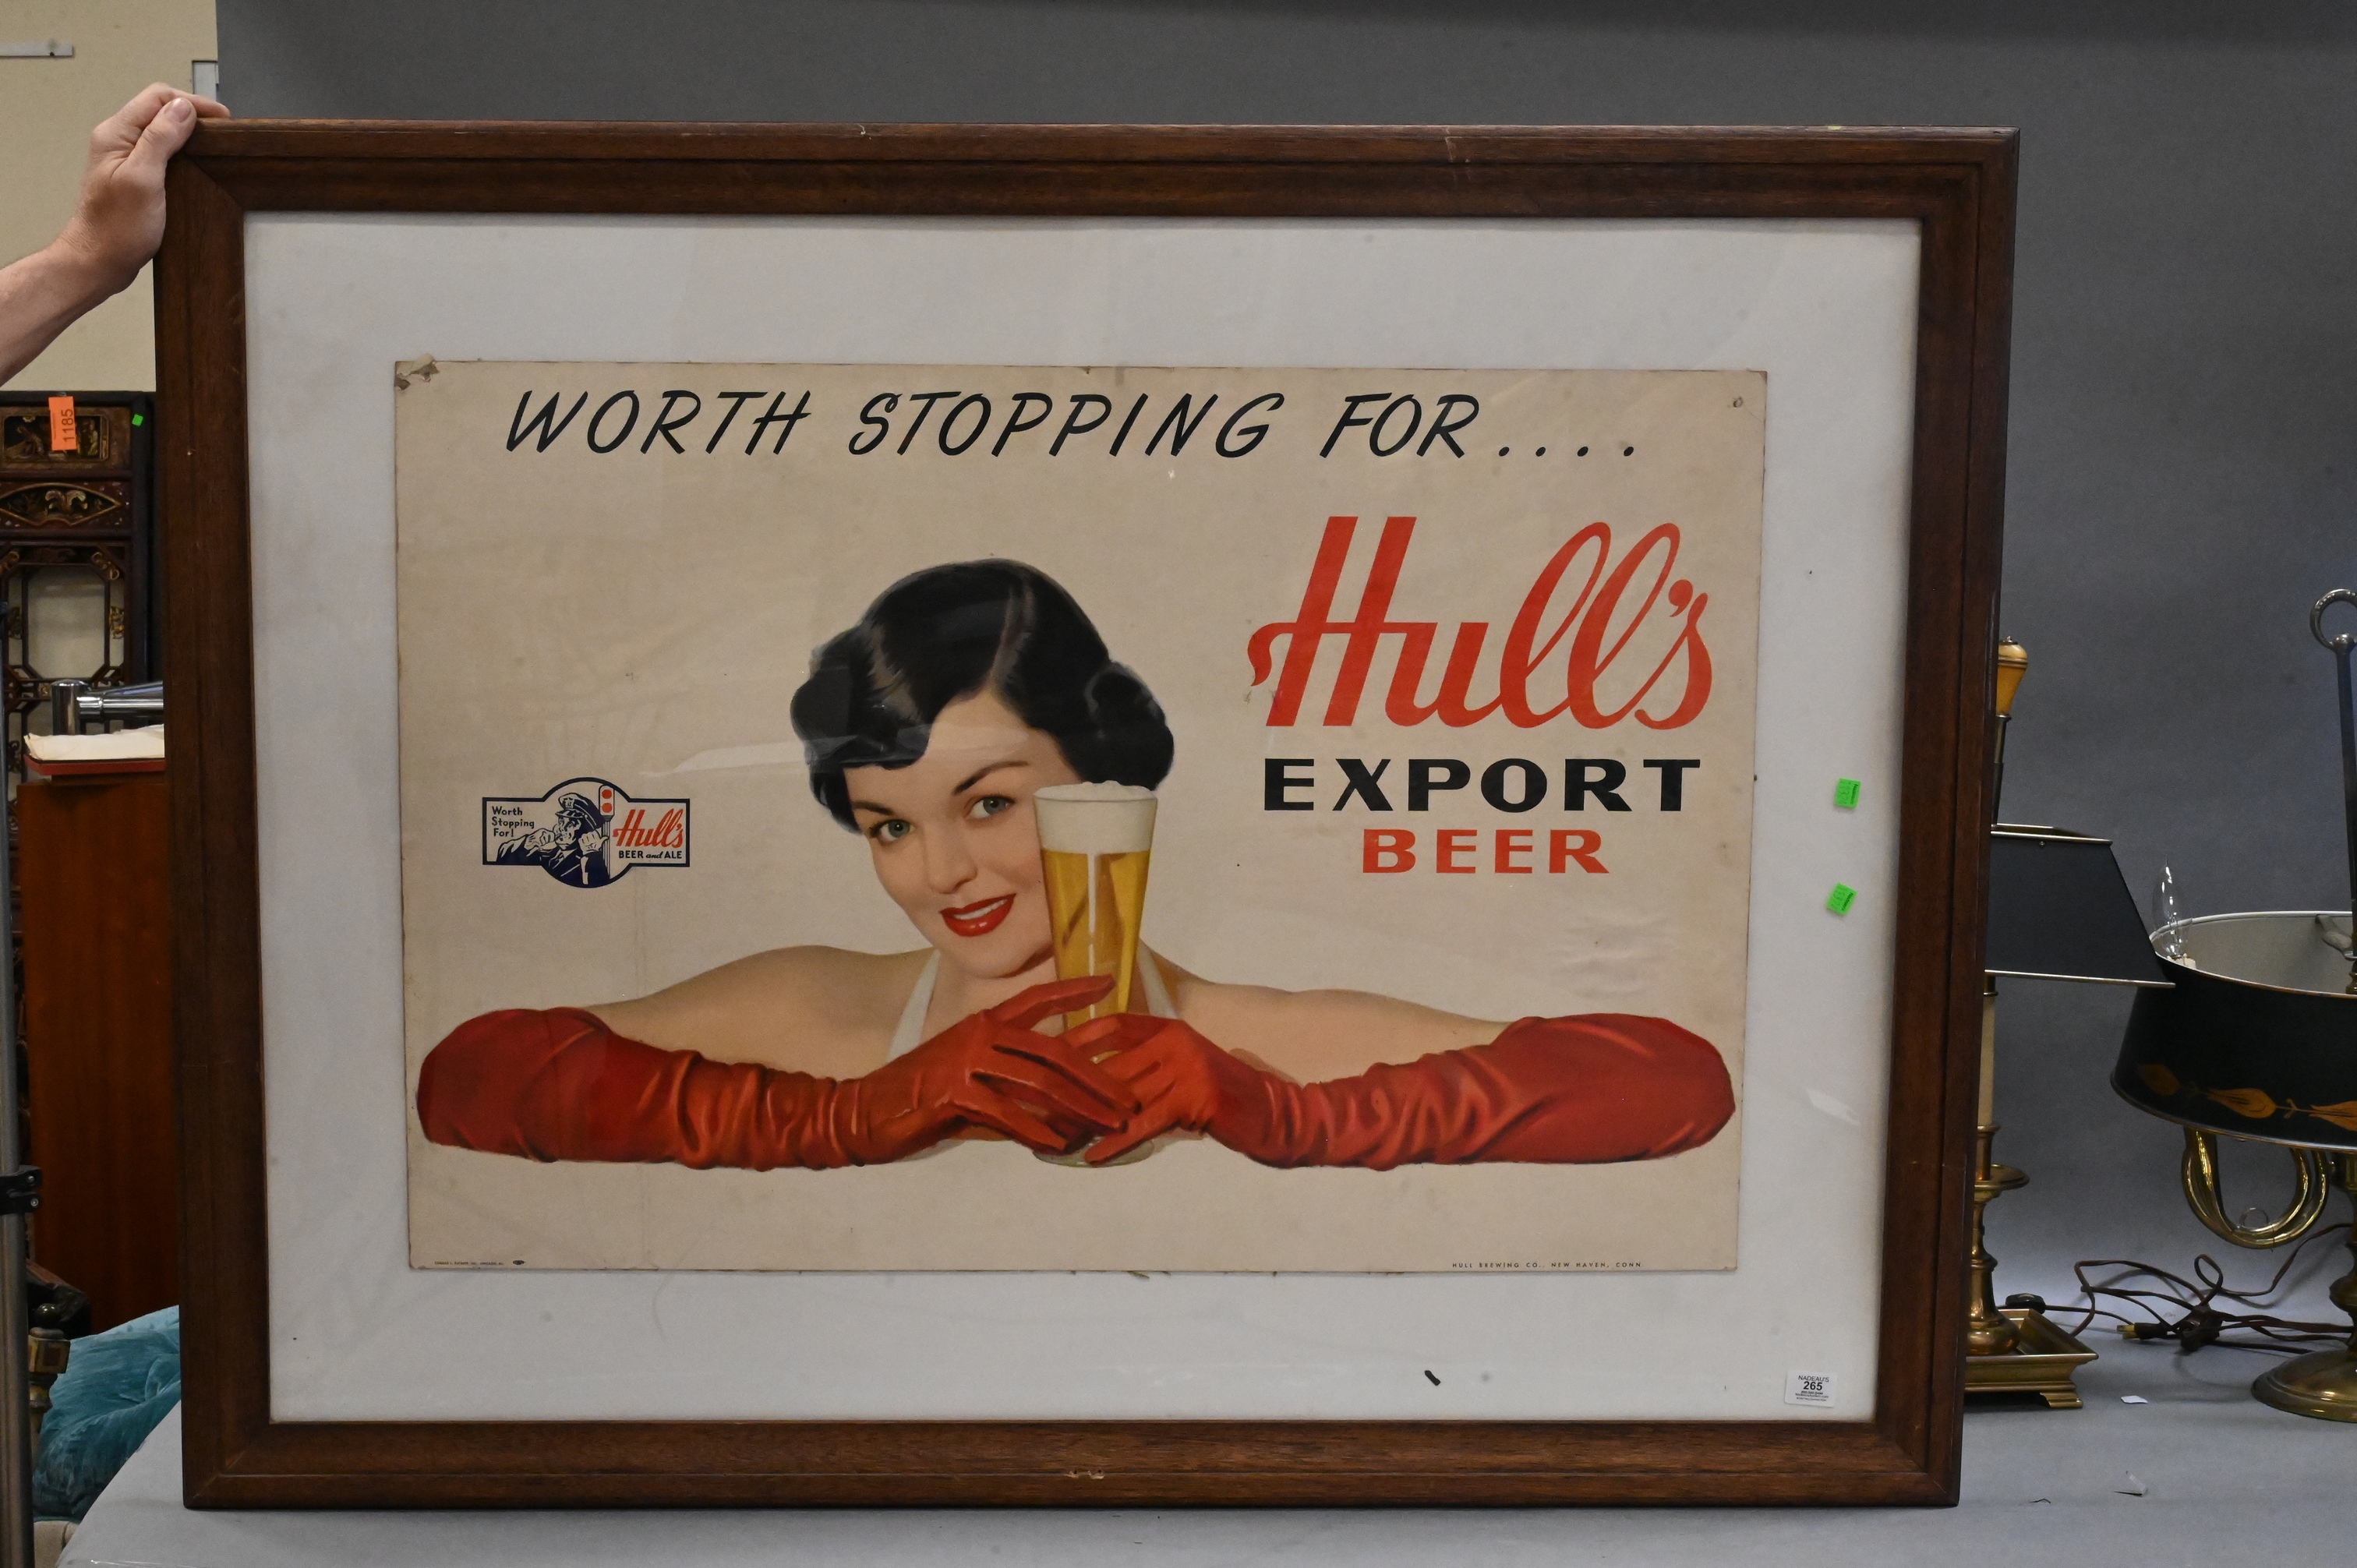 1185
WORTH STOPPING FOR....
Hull's
EXPORT
BEER
Worth
Stopping
For!
Hull's
BEER and ALE
HULL BREWING CO., NEW HAVEN, CONN
NADEAU'S
265